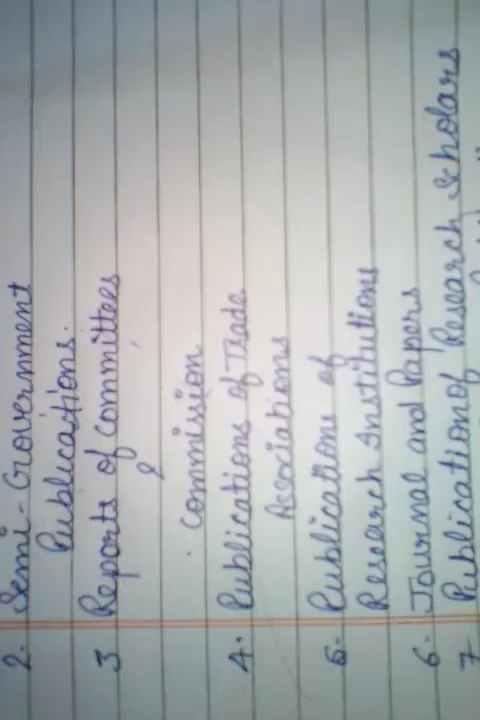 2. Semi-Government
Publications.
3 Reports of Committees
&
Commission
4. Publications of Trade
Associations
5. Publications of
Research Institutions
6. Journal and Papers
7 Publication of Research Scholars